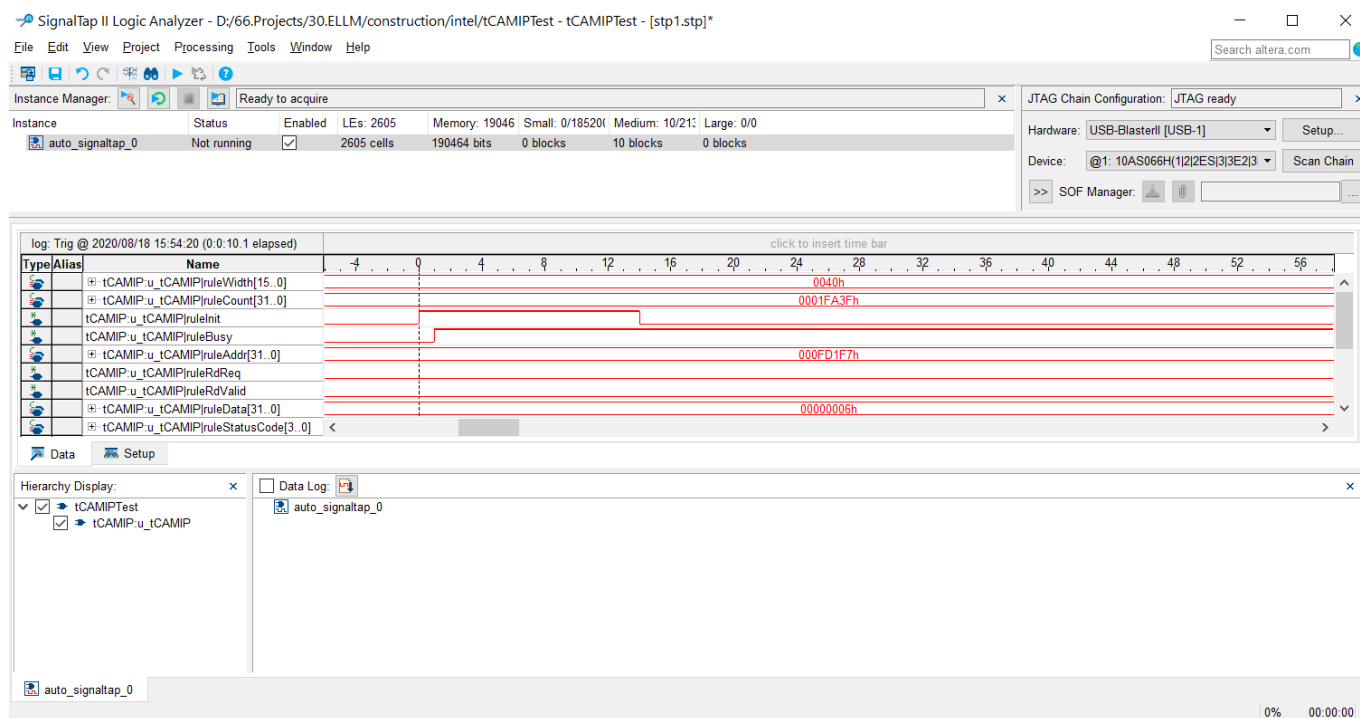 SignalTap II Logic Analyzer - D:/66.Projects/30.ELLM/construction/intel/tCAMIPTest - tCAMIPTest - [stp1.stp]*
File Edit View Project Processing Tools Window Help
Search altera.com
Instance Manager: Ready to acquire
Instance Status Enabled LEs: 2605 Memory: 19046 Small: 0/185200 Medium: 10/213 Large: 0/0
auto_signaltap_0 Not running 2605 cells 190464 bits 0 blocks 10 blocks 0 blocks
JTAG Chain Configuration: JTAG ready
Hardware: USB-BlasterII [USB-1] Setup...
Device: @1: 10AS066H(1|2|2ES|3|3E2|3 Scan Chain
>> SOF Manager: ...
log: Trig @ 2020/08/18 15:54:20 (0:0:10.1 elapsed) click to insert time bar
Type Alias Name -4 0 4 8 12 16 20 24 28 32 36 40 44 48 52 56
tCAMIP:u_tCAMIP|ruleWidth[15..0] 0040h
tCAMIP:u_tCAMIP|ruleCount[31..0] 0001FA3Fh
tCAMIP:u_tCAMIP|ruleInit
tCAMIP:u_tCAMIP|ruleBusy
tCAMIP:u_tCAMIP|ruleAddr[31..0] 000FD1F7h
tCAMIP:u_tCAMIP|ruleRdReq
tCAMIP:u_tCAMIP|ruleRdValid
tCAMIP:u_tCAMIP|ruleData[31..0] 00000006h
tCAMIP:u_tCAMIP|ruleStatusCode[3..0]
Data Setup
Hierarchy Display:
tCAMIPTest
tCAMIP:u_tCAMIP
Data Log:
auto_signaltap_0
auto_signaltap_0
0% 00:00:00